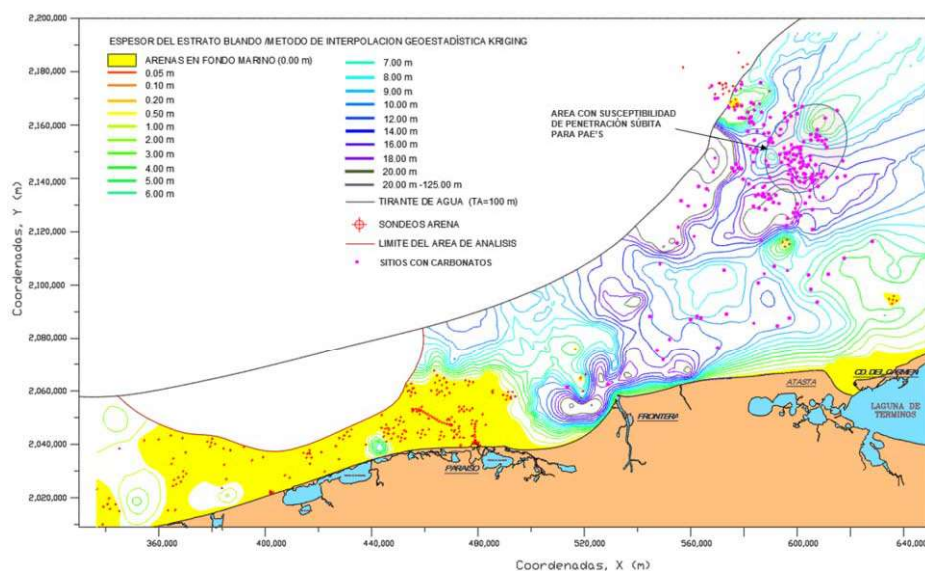 2,200,000
2,180,000
2,160,000
2,140,000
2,120,000
2,100,000
2,080,000
2,060,000
2,040,000
2,020,000
Coordenadas, Y (m)
ESPESOR DEL ESTRATO BLANDO /METODO DE INTERPOLACION GEOESTADÍSTICA KRIGING
ARENAS EN FONDO MARINO (0.00 m)
0.05 m
0.10 m
0.20 m
0.50 m
1.00 m
2.00 m
3.00 m
4.00 m
5.00 m
6.00 m
7.00 m
8.00 m
9.00 m
10.00 m
12.00 m
14.00 m
16.00 m
18.00 m
20.00 m
20.00 m -125.00 m
TIRANTE DE AGUA (TA=100 m)
SONDEOS ARENA
LIMITE DEL AREA DE ANALISIS
SITIOS CON CARBONATOS
AREA CON SUSCEPTIBILIDAD
DE PENETRACIÓN SÚBITA
PARA PAE'S
CD. DEL CARMEN
ATASTA
LAGUNA DE
TERMINOS
FRONTERA
PARAISO
360,000
400,000
440,000
480,000
520,000
560,000
600,000
640,000
Coordenadas, X (m)